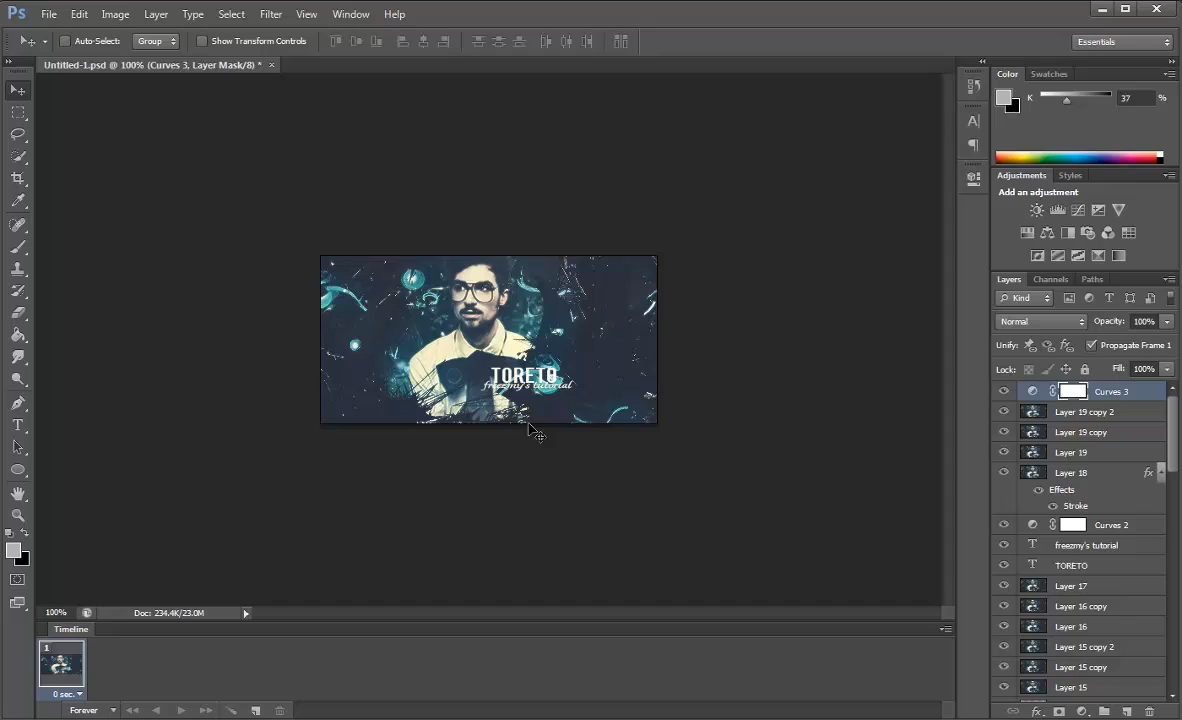 Ps File Edit Image Layer Type Select Filter View Window Help
Auto-Select: Group Show Transform Controls Essentials
Untitled-1.psd @ 100% (Curves 3, Layer Mask/8) * ×
Color Swatches
K 37 %
Adjustments Styles
Add an adjustment
Layers Channels Paths
Kind
Normal Opacity: 100%
Unify: Propagate Frame 1
Lock: Fill: 100%
Curves 3
Layer 19 copy 2
Layer 19 copy
Layer 19
Layer 18 fx
Effects
Stroke
Curves 2
freezmy's tutorial
TORETO
Layer 17
Layer 16 copy
Layer 16
Layer 15 copy 2
Layer 15 copy
Layer 15
TORETO
freezmy's tutorial
100% Doc: 234.4K/23.0M
Timeline
1
0 sec.
Forever